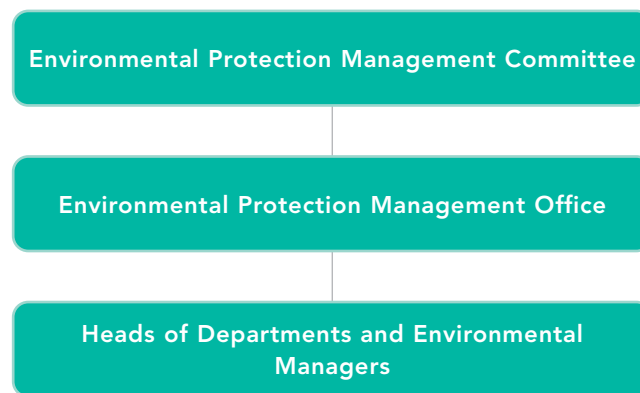 Environmental Protection Management Committee
Environmental Protection Management Office
Heads of Departments and Environmental
Managers